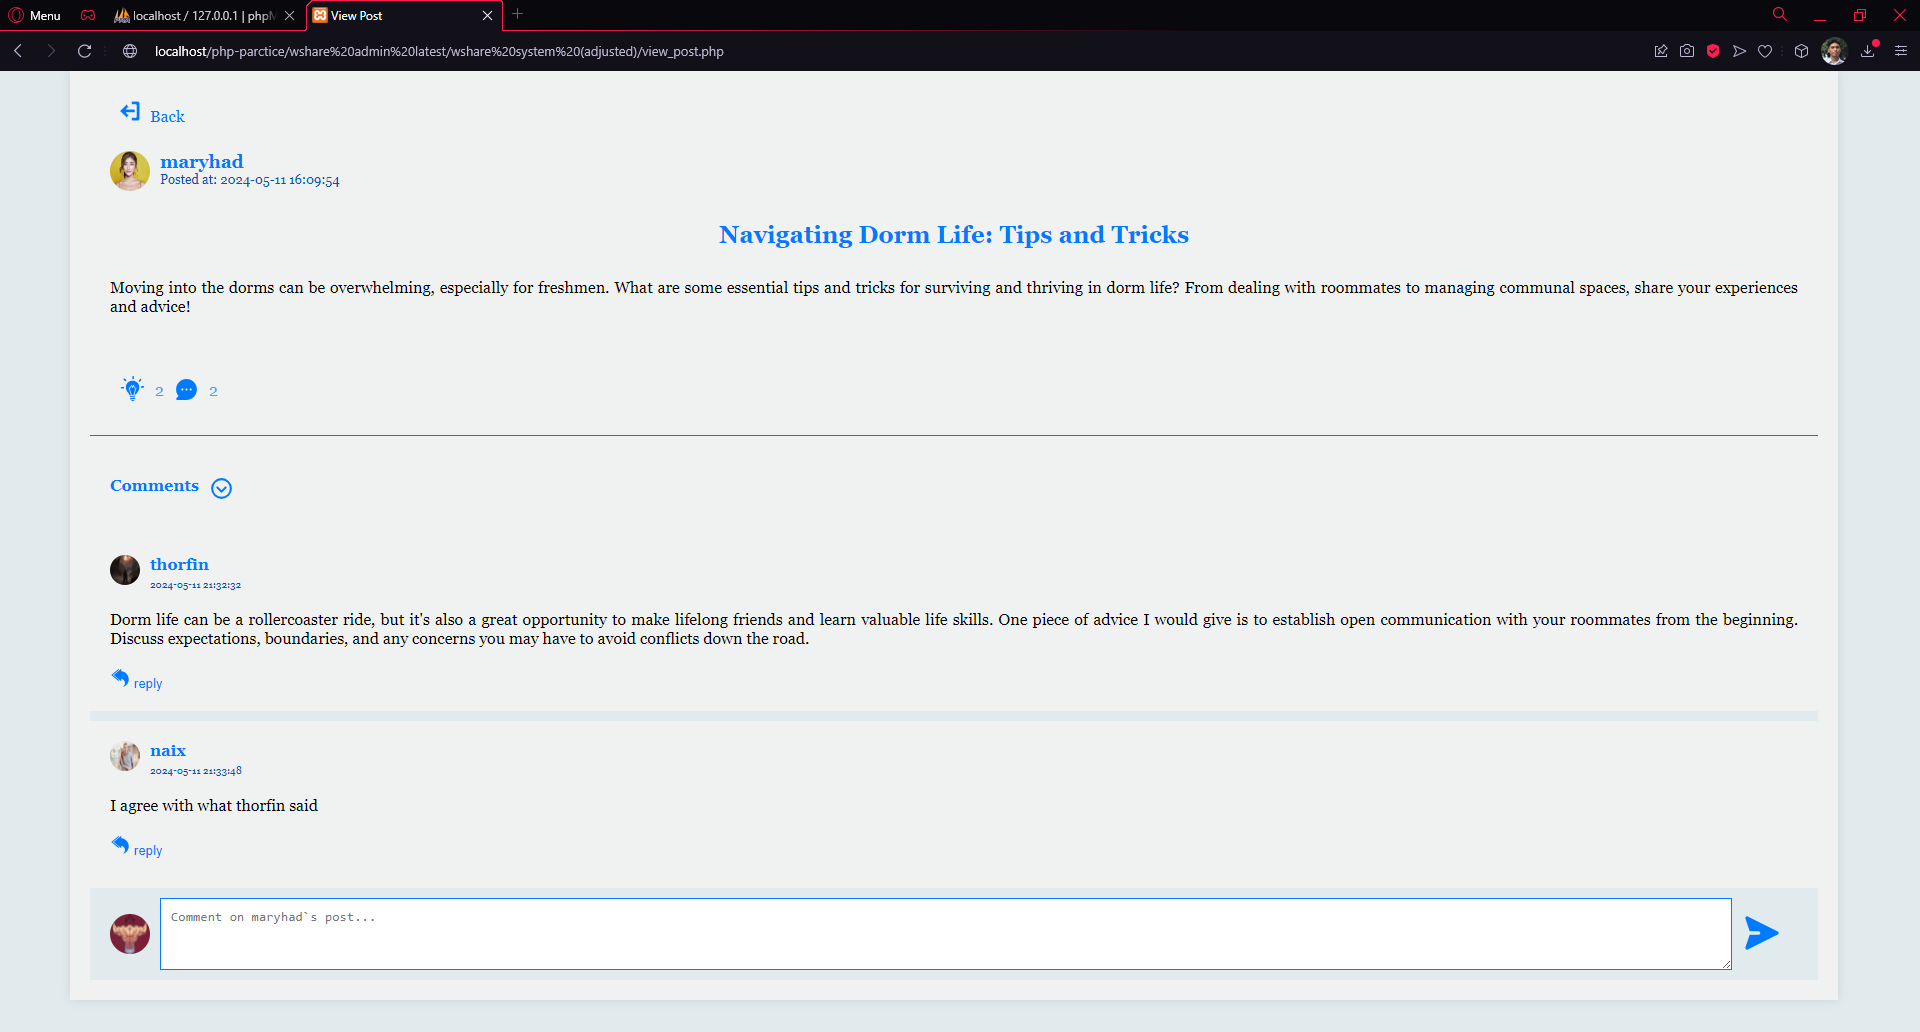 Menu
localhost / 127.0.0.1 | phpM
View Post
localhost/php-parctice/wshare%20admin%20latest/wshare%20system%20(adjusted)/view_post.php
Back
maryhad
Posted at: 2024-05-11 16:09:54
Navigating Dorm Life: Tips and Tricks
Moving into the dorms can be overwhelming, especially for freshmen. What are some essential tips and tricks for surviving and thriving in dorm life? From dealing with roommates to managing communal spaces, share your experiences
and advice!
2 2
Comments
thorfin
2024-05-11 21:32:32
Dorm life can be a rollercoaster ride, but it's also a great opportunity to make lifelong friends and learn valuable life skills. One piece of advice I would give is to establish open communication with your roommates from the beginning.
Discuss expectations, boundaries, and any concerns you may have to avoid conflicts down the road.
reply
naix
2024-05-11 21:33:48
I agree with what thorfin said
reply
Comment on maryhad`s post...